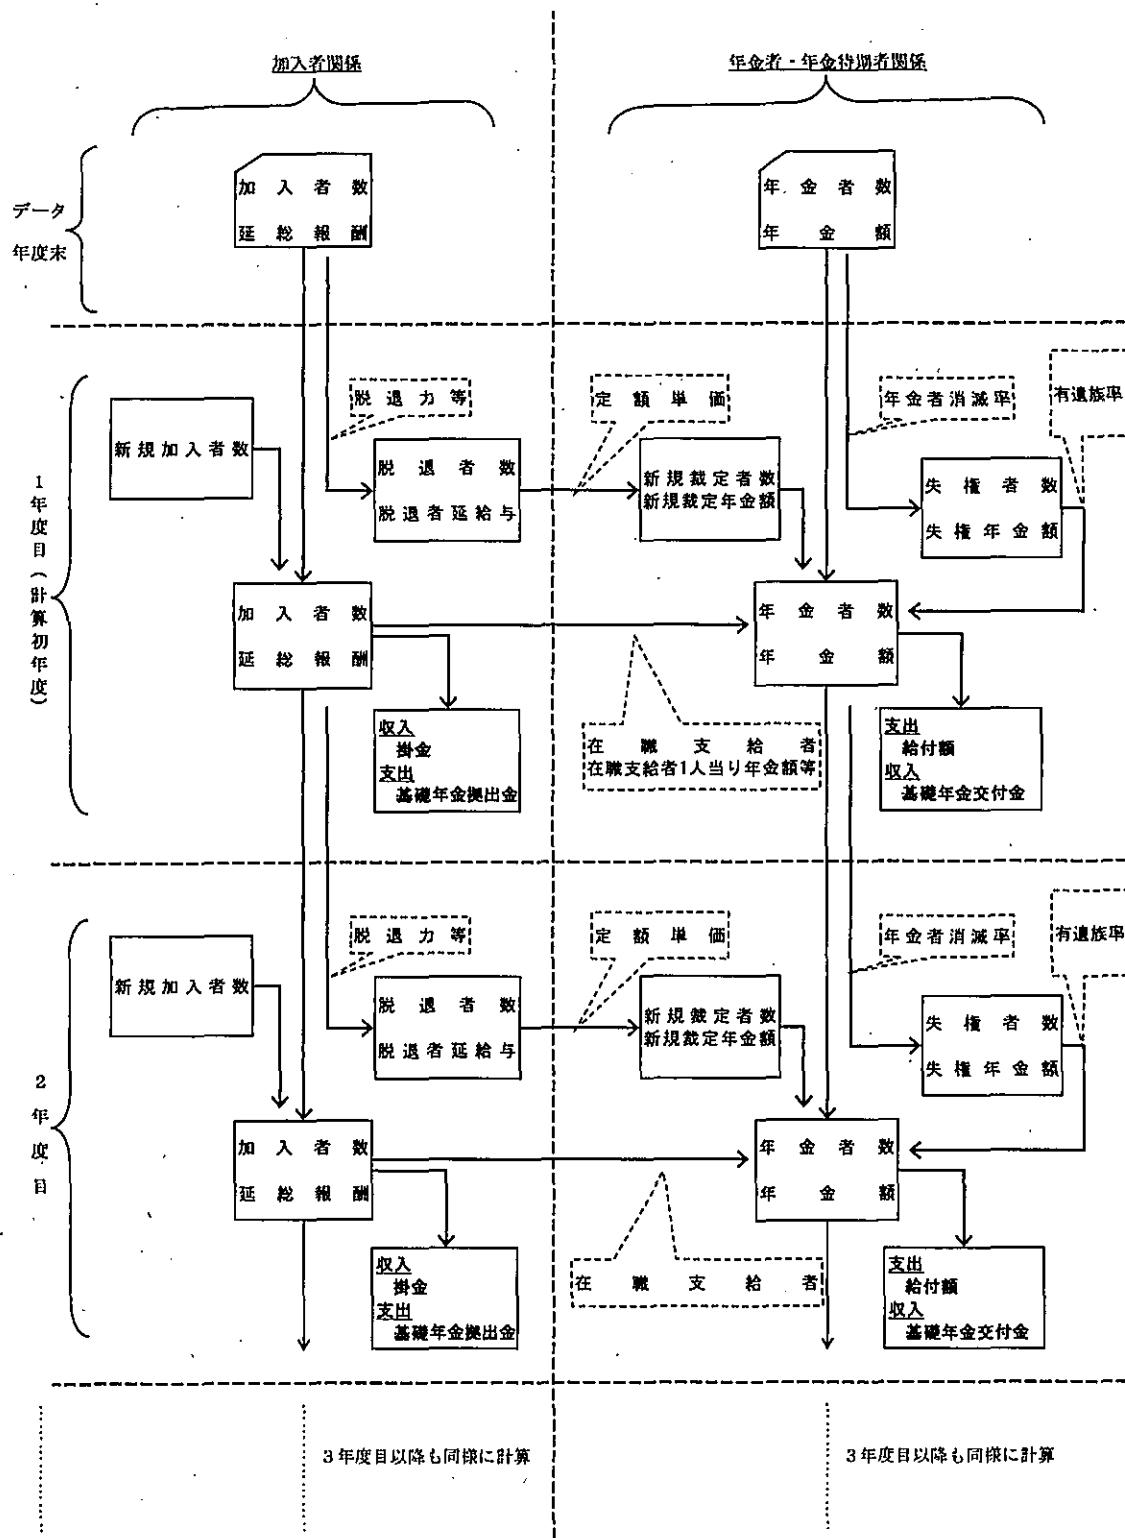 加入者関係
年金者・年金待期者関係
データ
年度末
加入者数
延総報酬
年金者数
年金額
1年度目(計算初年度)
新規加入者数
脱退力等
脱退者数
脱退者延給与
定額単価
新規裁定者数
新規裁定年金額
年金者消滅率
有遺族率
失権者数
失権年金額
加入者数
延総報酬
年金者数
年金額
収入
掛金
支出
基礎年金拠出金
在職支給者
在職支給者1人当り年金額等
支出
給付額
収入
基礎年金交付金
2年度目
新規加入者数
脱退力等
脱退者数
脱退者延給与
定額単価
新規裁定者数
新規裁定年金額
年金者消滅率
有遺族率
失権者数
失権年金額
加入者数
延総報酬
年金者数
年金額
収入
掛金
支出
基礎年金拠出金
在職支給者
支出
給付額
収入
基礎年金交付金
3年度目以降も同様に計算
3年度目以降も同様に計算